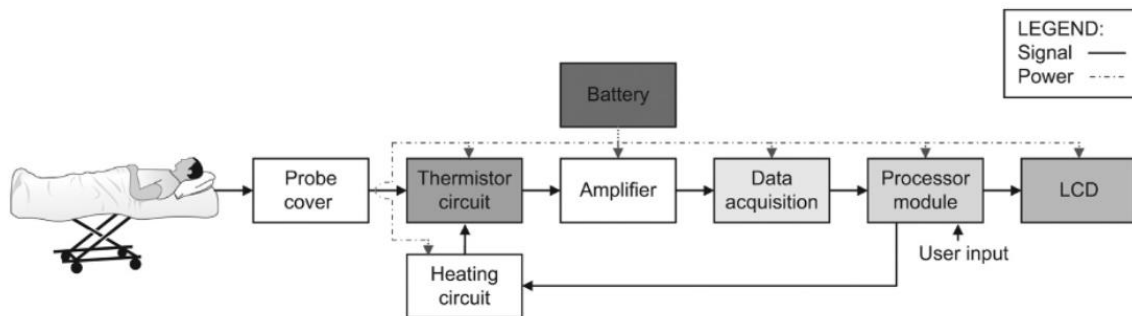 LEGEND:
Signal
Power
Battery
Probe
cover
Thermistor
circuit
Amplifier
Data
acquisition
Processor
module
LCD
User input
Heating
circuit